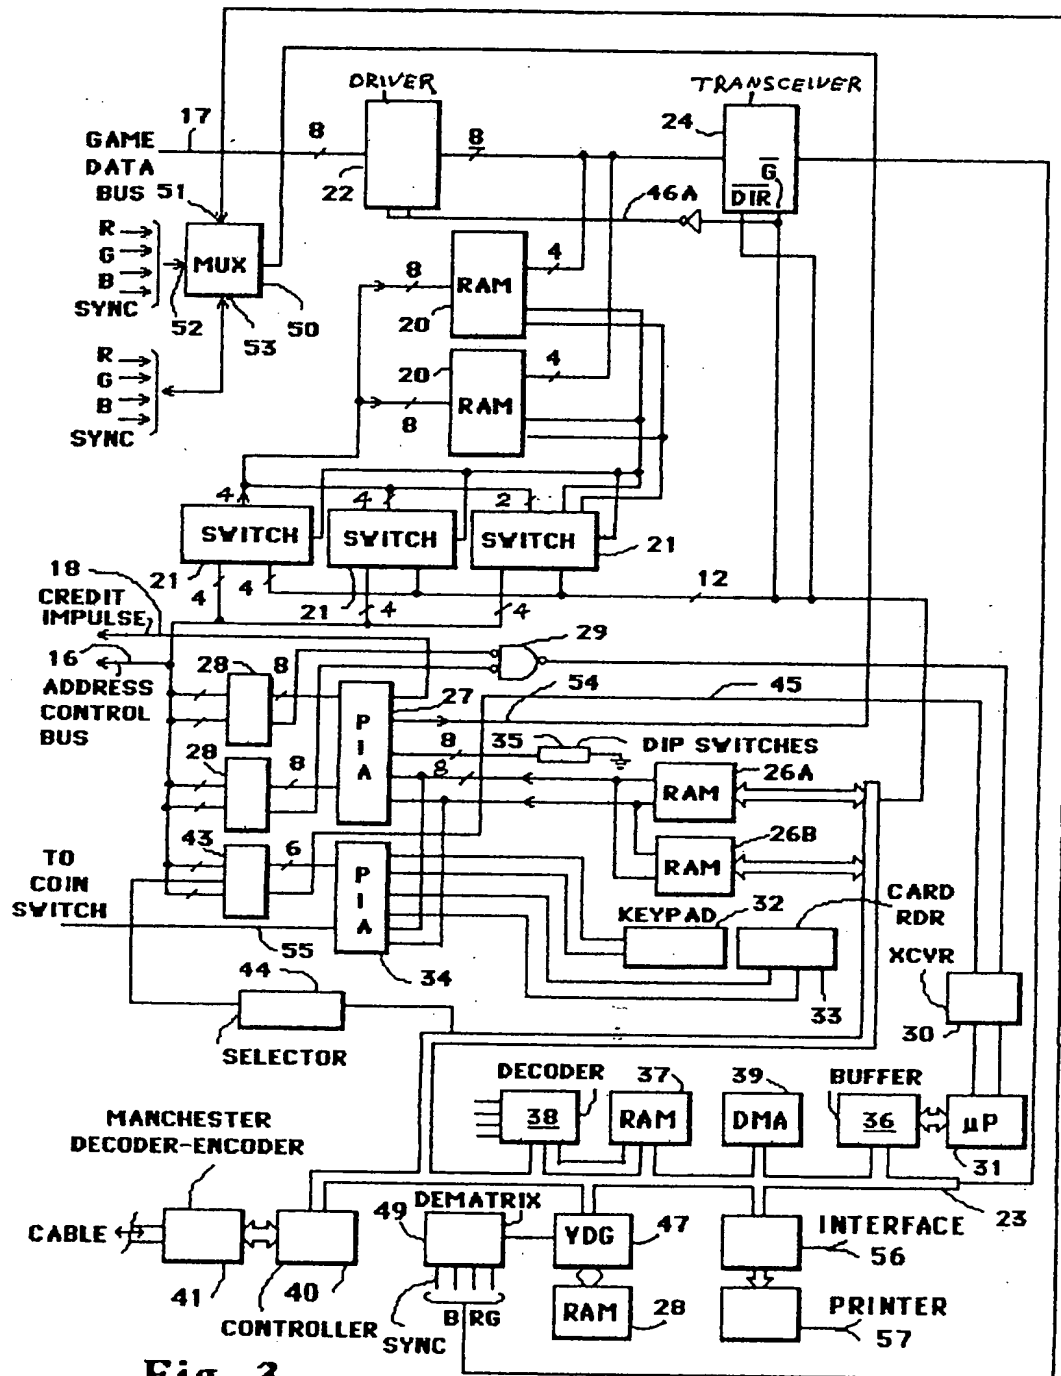 DRIVER
TRANSCEIVER
17
8
8
24
GAME
DATA
BUS
51
22
G
DIR
46A
R
G
B
SYNC
MUX
52
53
50
8
RAM
4
20
R
G
B
SYNC
20
4
RAM
8
4
4
2
SWITCH
SWITCH
SWITCH
21
21
21
4
4
4
4
12
18
CREDIT
IMPULSE
16
ADDRESS
CONTROL
BUS
28
8
29
27
54
45
P
I
A
8
35
DIP SWITCHES
28
8
8
RAM
26A
43
6
RAM
26B
TO
COIN
SWITCH
P
I
A
KEYPAD
32
CARD
RDR
55
34
44
33
XCVR
30
SELECTOR
DECODER
38
37
RAM
39
DMA
BUFFER
36
µP
31
MANCHESTER
DECODER-ENCODER
DEMATRIX
49
VDG
47
INTERFACE
56
23
CABLE
41
40
CONTROLLER
SYNC
B RG
RAM
28
PRINTER
57
Fig. 2